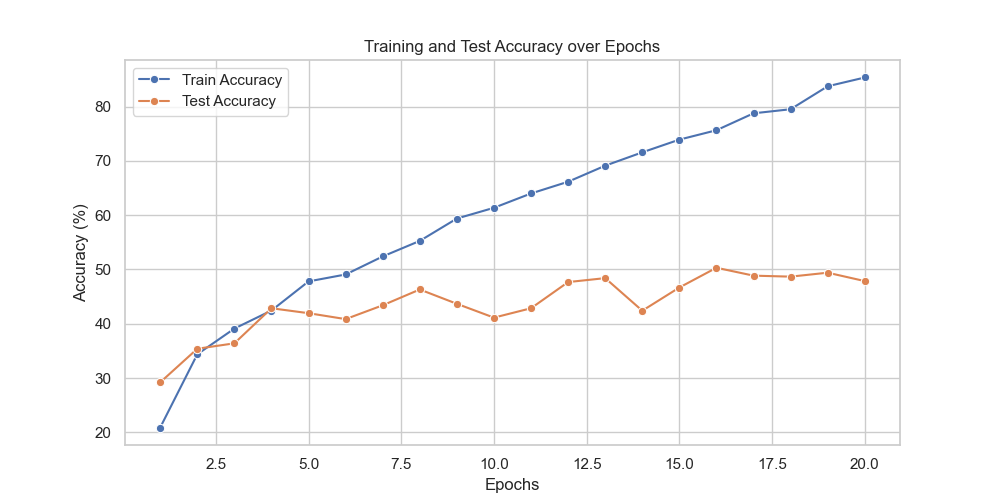 Training and Test Accuracy over Epochs
Train Accuracy
Test Accuracy
Accuracy (%)
80
70
60
50
40
30
20
2.5 5.0 7.5 10.0 12.5 15.0 17.5 20.0
Epochs